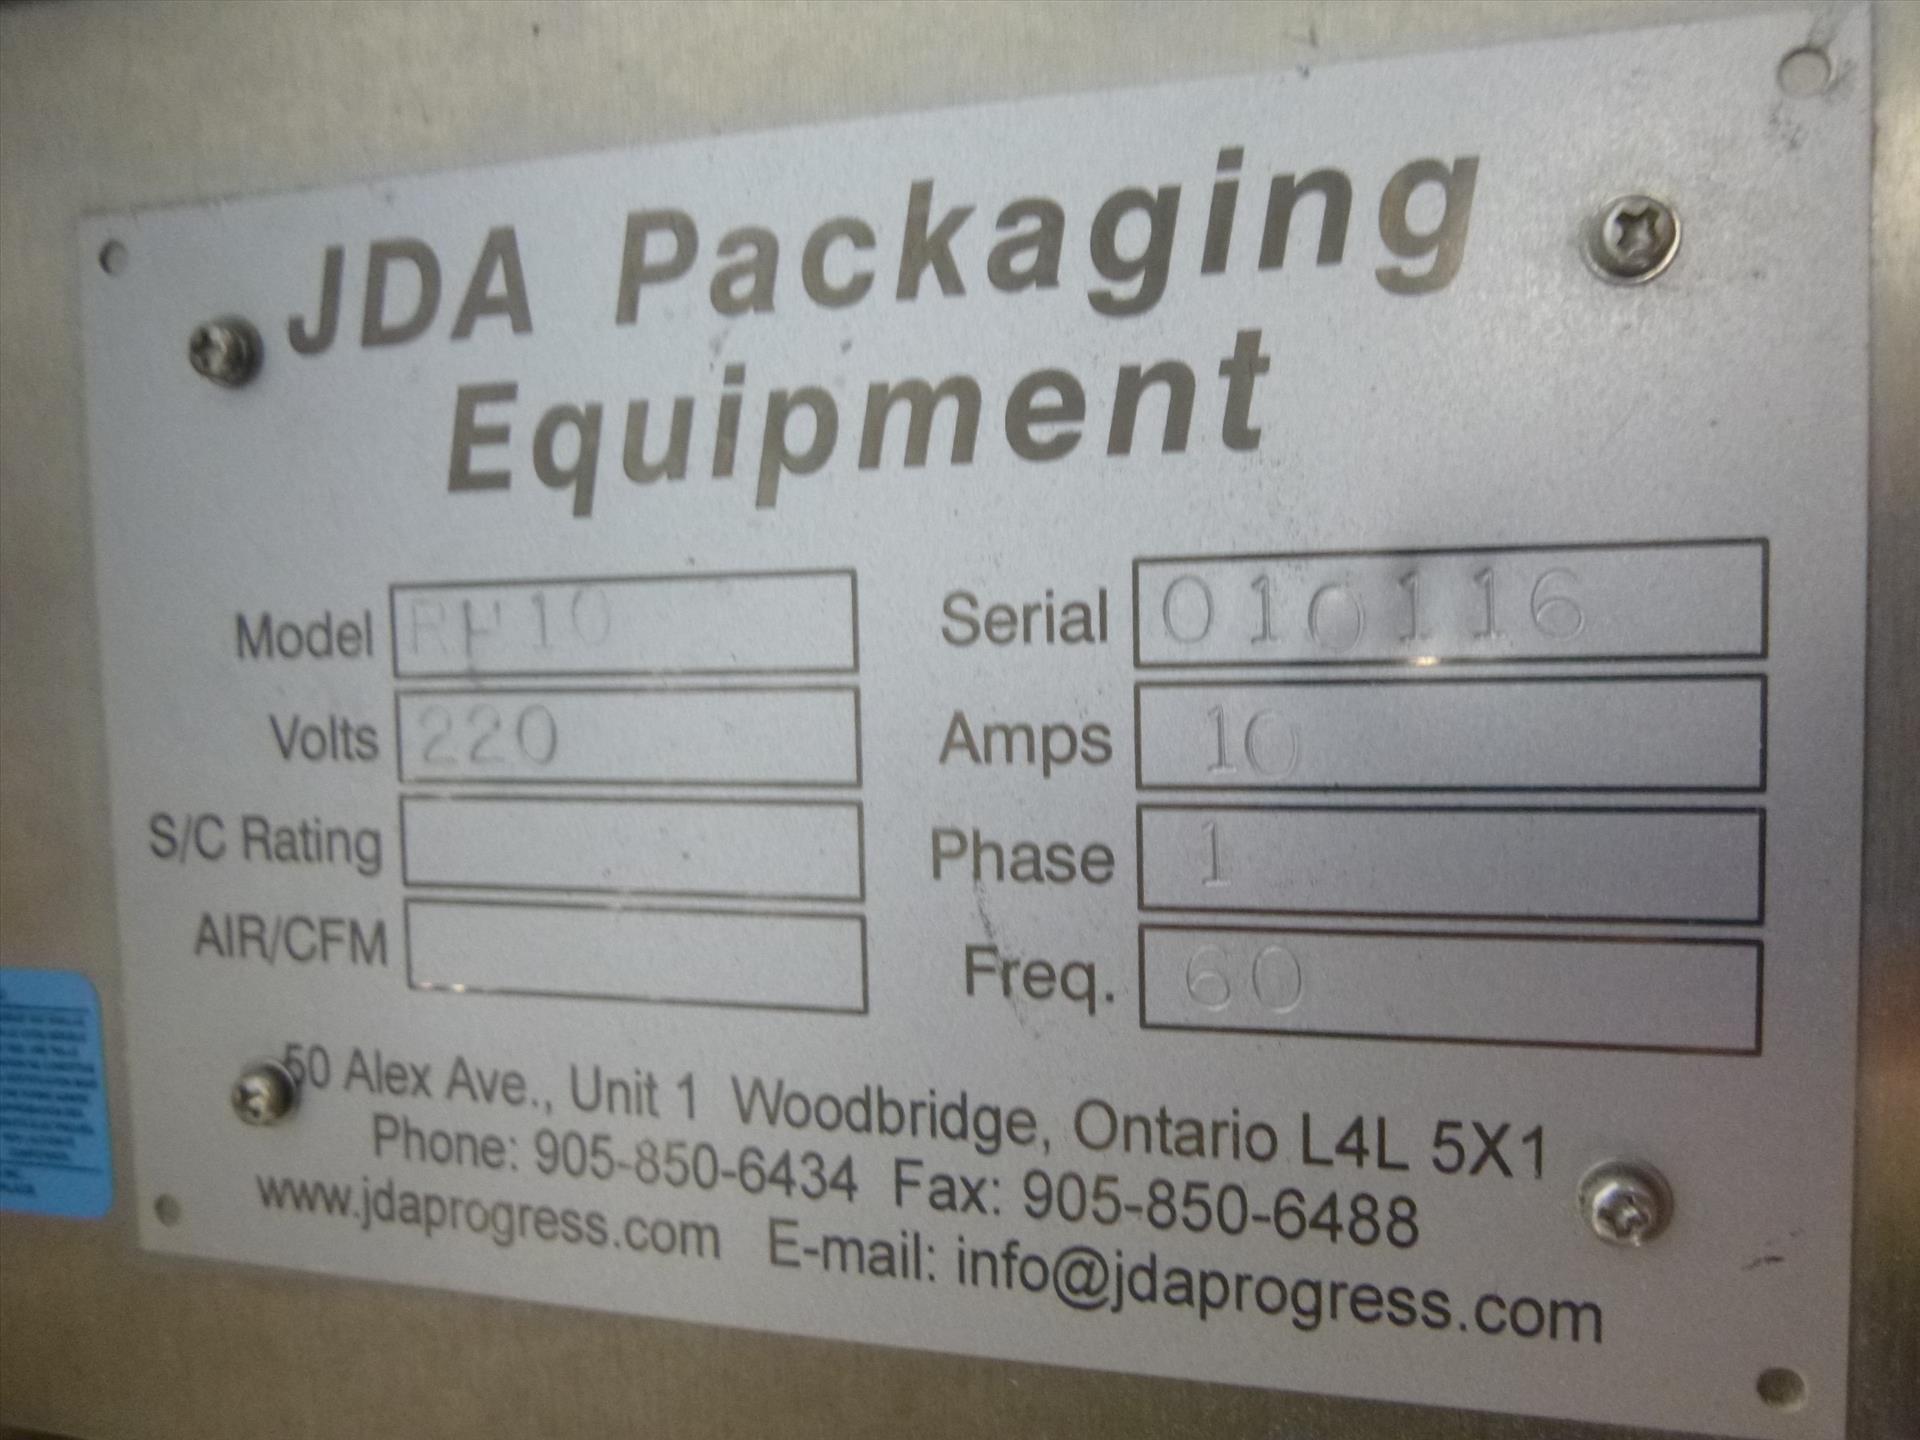 JDA Packaging
Equipment
Model RP10
Serial 010116
Volts 220
Amps 10
S/C Rating
Phase 1
AIR/CFM
Freq. 60
60 Alex Ave., Unit 1 Woodbridge, Ontario L4L 5X1
Phone: 905-850-6434 Fax: 905-850-6488
www.jdaprogress.com E-mail: info@jdaprogress.com